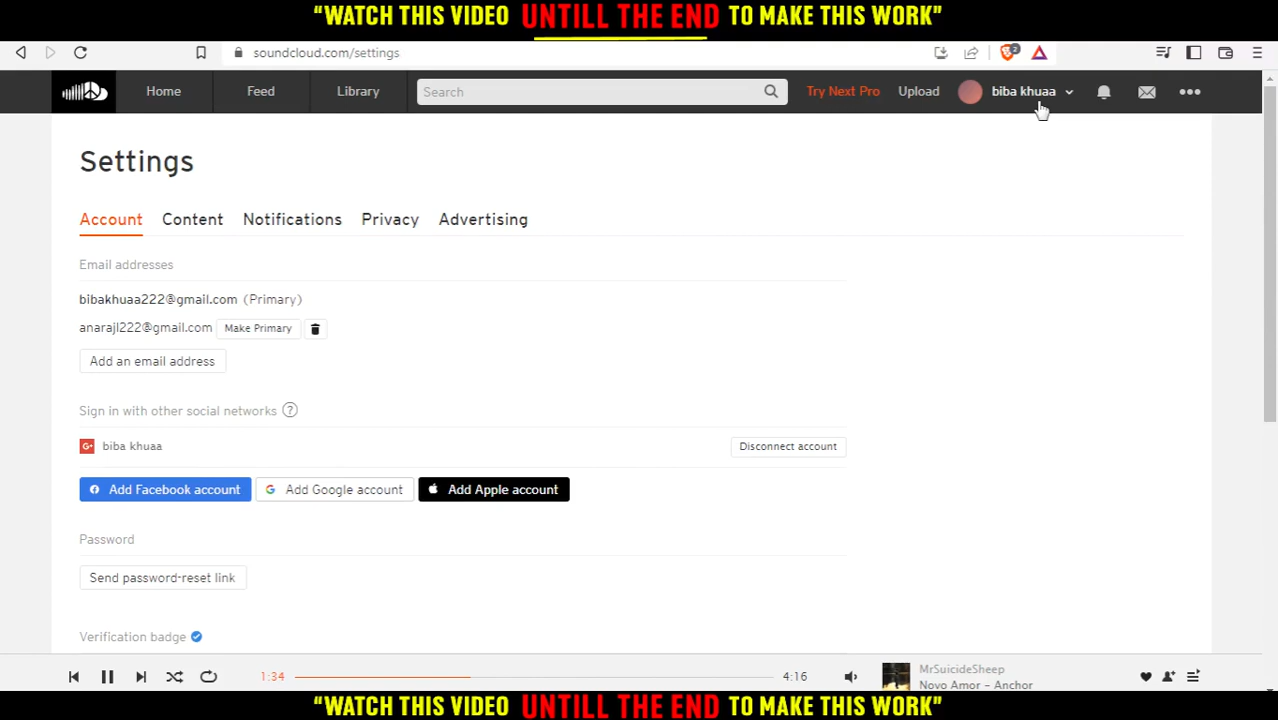 “WATCH THIS VIDEO UNTILL THE END TO MAKE THIS WORK”
soundcloud.com/settings
2
Home Feed Library Search Try Next Pro Upload biba khuaa
Settings
Account Content Notifications Privacy Advertising
Email addresses
bibakhuaa222@gmail.com (Primary)
anarajl222@gmail.com Make Primary
Add an email address
Sign in with other social networks ?
G+ biba khuaa Disconnect account
Add Facebook account Add Google account Add Apple account
Password
Send password-reset link
Verification badge
1:34 4:16 MrSuicideSheep
Novo Amor – Anchor
“WATCH THIS VIDEO UNTILL THE END TO MAKE THIS WORK”